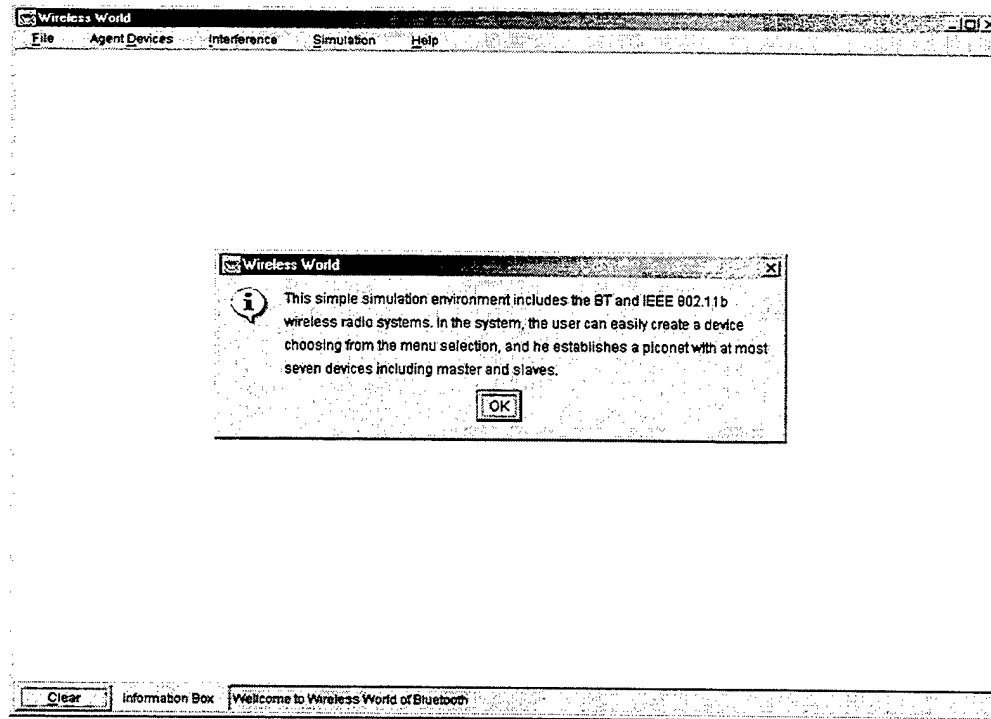 Wireless World
File Agent Devices Interference Simulation Help
Wireless World
This simple simulation environment includes the BT and IEEE 802.11b
wireless radio systems. In the system, the user can easily create a device
choosing from the menu selection, and he establishes a piconet with at most
seven devices including master and slaves.
OK
Clear Information Box Wellcome to Wireless World of Bluetooth